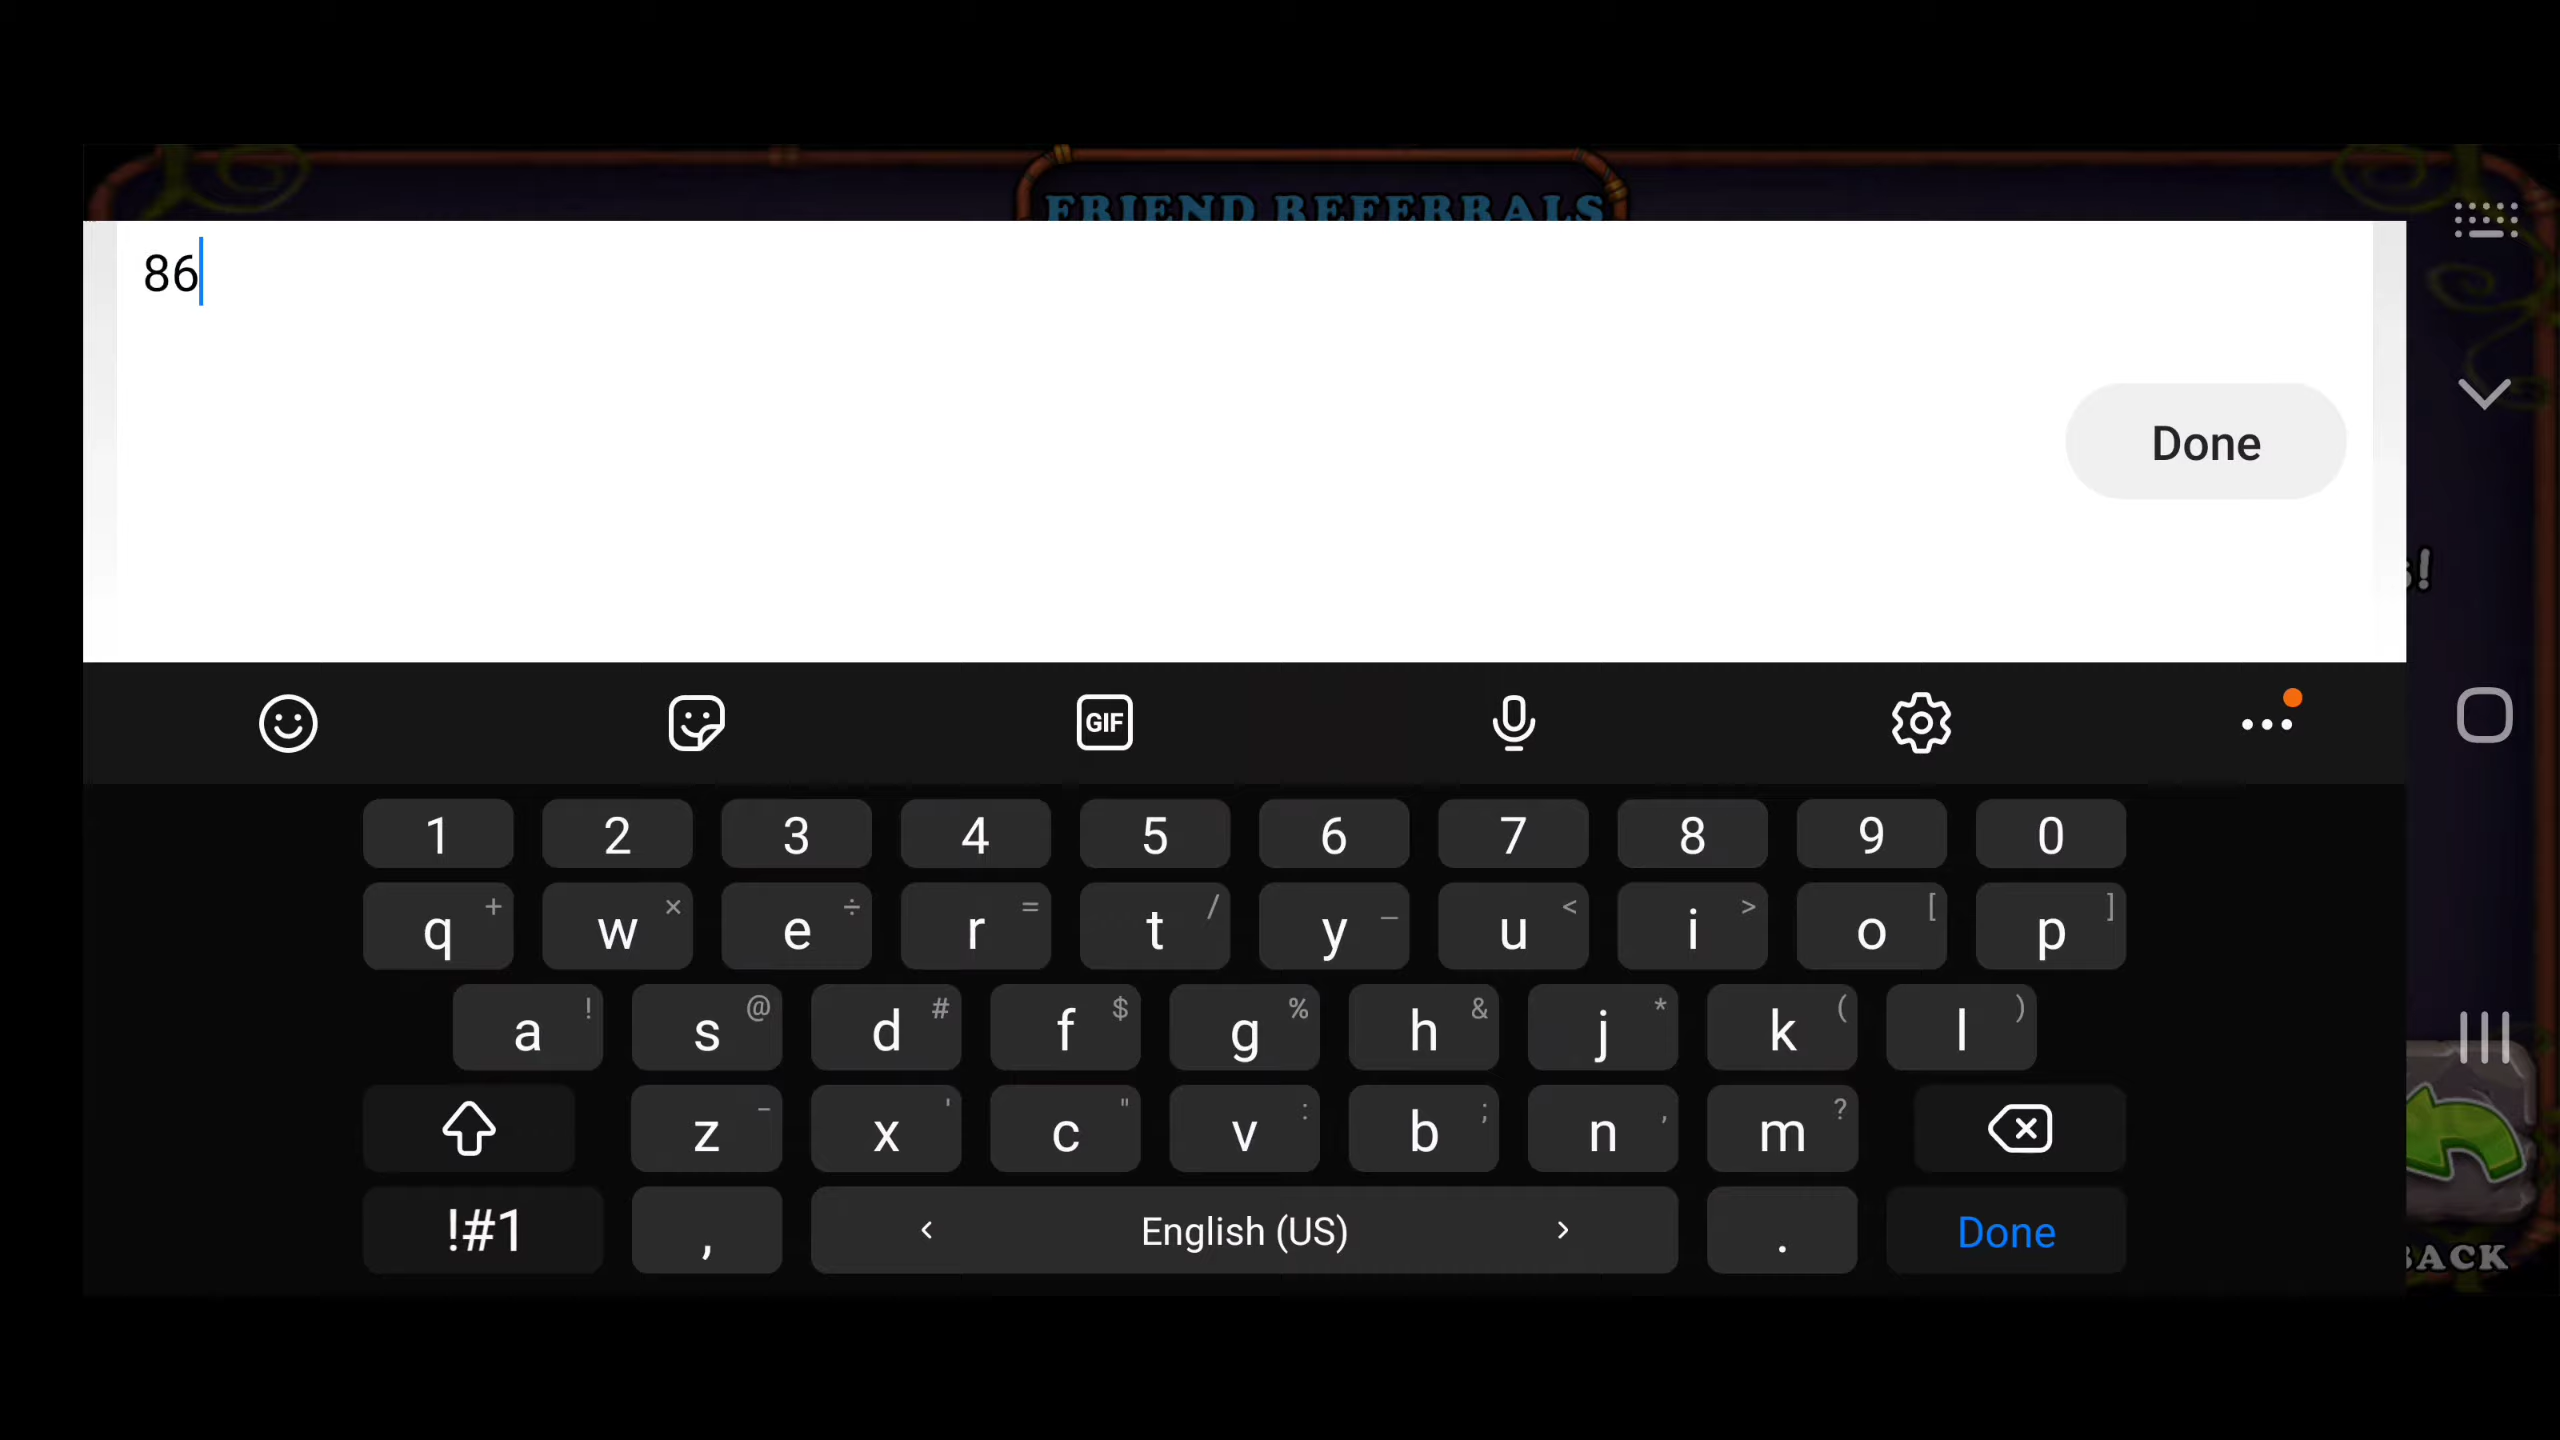 FRIEND REFERRALS
86
s!
Done
GIF
1 2 3 4 5 6 7 8 9 0
q + w × e ÷ r = t / y _ u < i > o [ p ]
a ! s @ d # f $ g % h & j * k ( l )
z - x ' c " v : b ; n , m ?
!#1 , < English (US) > . Done
BACK